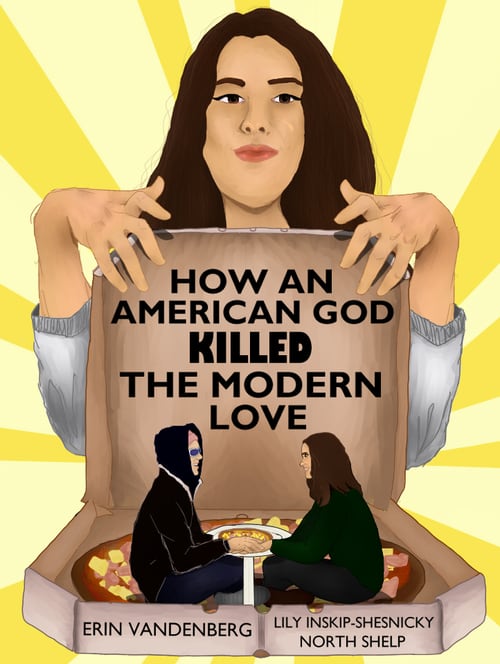 HOW AN
AMERICAN GOD
KILLED
THE MODERN
LOVE
ERIN VANDENBERG
LILY INSKIP-SHESNICKY
NORTH SHELP